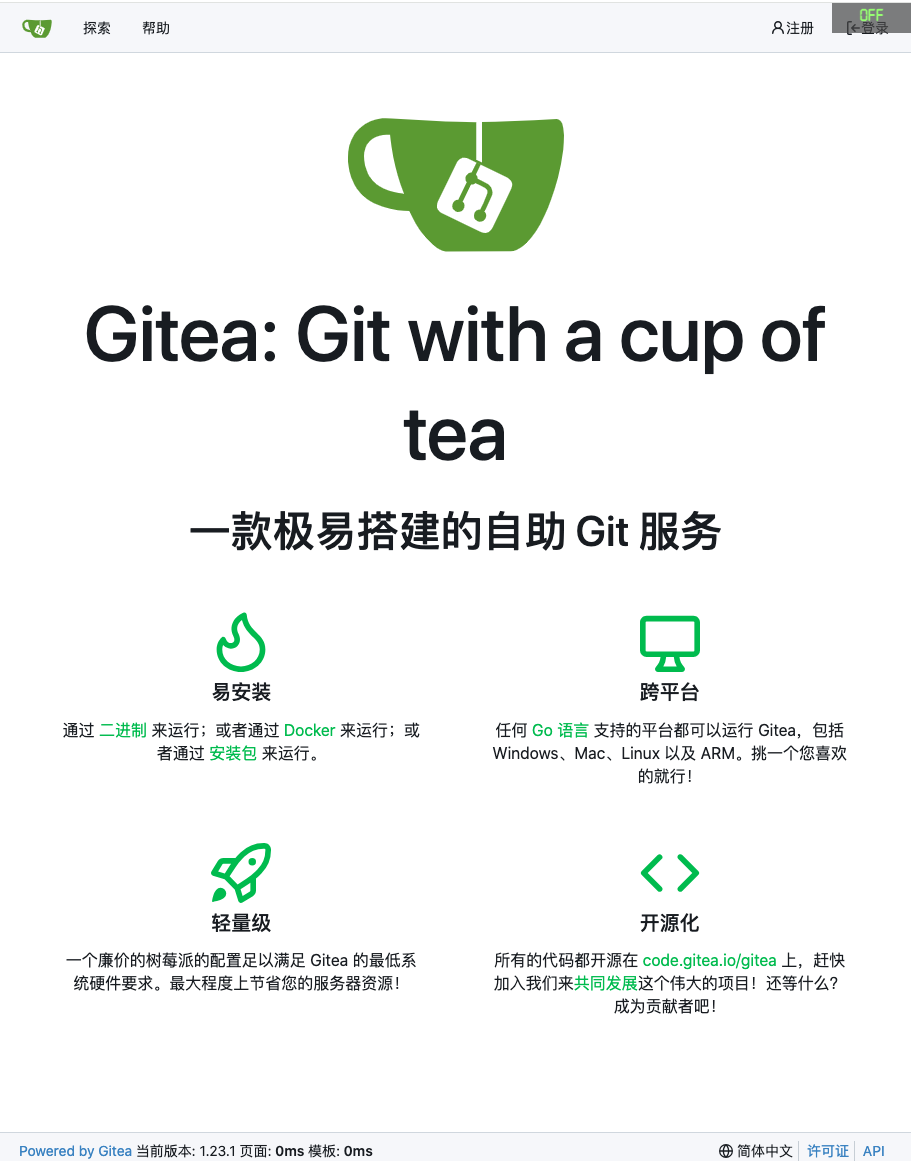 探索 帮助 注册 登录 OFF
Gitea: Git with a cup of
tea
一款极易搭建的自助 Git 服务
易安装
通过 二进制 来运行；或者通过 Docker 来运行；或
者通过 安装包 来运行。
跨平台
任何 Go 语言 支持的平台都可以运行 Gitea，包括
Windows、Mac、Linux 以及 ARM。挑一个您喜欢
的就行！
轻量级
一个廉价的树莓派的配置足以满足 Gitea 的最低系
统硬件要求。最大程度上节省您的服务器资源！
开源化
所有的代码都开源在 code.gitea.io/gitea 上，赶快
加入我们来共同发展这个伟大的项目！还等什么？
成为贡献者吧！
Powered by Gitea 当前版本: 1.23.1 页面: 0ms 模板: 0ms 简体中文 许可证 API